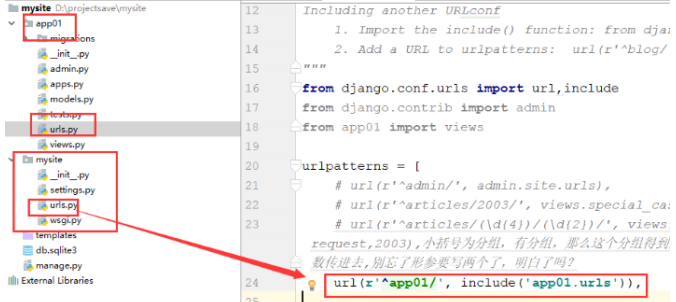 mysite D:\projectsave\mysite
app01
migrations
__init__.py
admin.py
apps.py
models.py
tests.py
urls.py
views.py
mysite
__init__.py
settings.py
urls.py
wsgi.py
templates
db.sqlite3
manage.py
External Libraries
12 Including another URLconf
13 1. Import the include() function: from djan
14 2. Add a URL to urlpatterns: url(r'^blog/
15 """
16 from django.conf.urls import url,include
17 from django.contrib import admin
18 from app01 import views
19
20 urlpatterns = [
21 # url(r'^admin/', admin.site.urls),
22 # url(r'^articles/2003/', views.special_cas
23 # url(r'^articles/(\d{4})/(\d{2})/', views
request,2003),小括号为分组，有分组，那么这个分组得到
数传进去,别忘了形参要写两个了，明白了吗？
24 url(r'^app01/', include('app01.urls')),
25